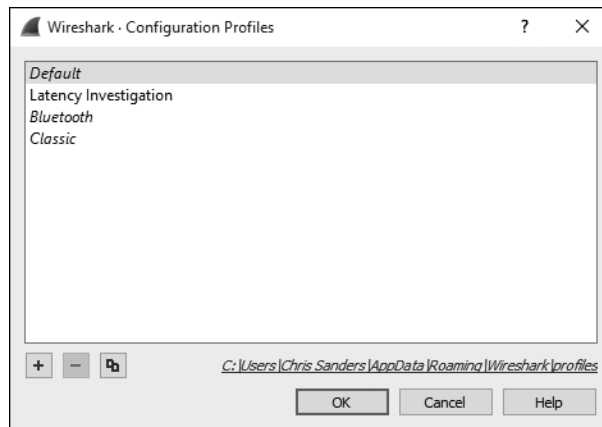 Wireshark · Configuration Profiles
?
Default
Latency Investigation
Bluetooth
Classic
C:\Users\Chris Sanders\AppData\Roaming\Wireshark\profiles
OK Cancel Help